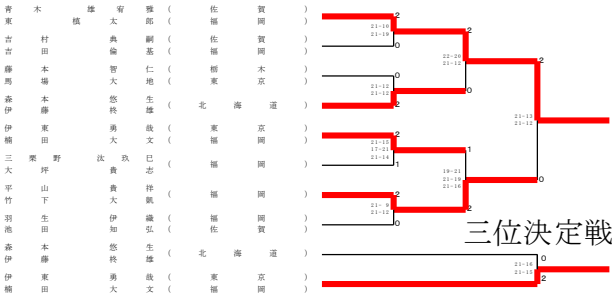 青木 雄宥雅 ( 佐賀 )
東 槙太郎 ( 福岡 )
2
21-16
21-19
0
吉村 典嗣 ( 佐賀 )
吉田 倫基 ( 福岡 )
2
22-20
21-12
0
藤本 智仁 ( 栃木 )
馬場 大地 ( 東京 )
0
21-12
21-12
2
森本 悠生
伊藤 柊雄 ( 北海道 )
2
21-13
21-12
0
伊東 勇哉 ( 東京 )
楠田 大文 ( 福岡 )
2
21-15
17-21
21-14
1
三栗野 汰玖巳
大坪 貴志 ( 福岡 )
1
19-21
21-19
21-16
2
平山 貴祥
竹下 大凱 ( 福岡 )
2
21- 9
21-12
0
羽生 伊織 ( 福岡 )
池田 知弘 ( 佐賀 )
三位決定戦
森本 悠生
伊藤 柊雄 ( 北海道 )
0
21-16
21-15
2
伊東 勇哉 ( 東京 )
楠田 大文 ( 福岡 )